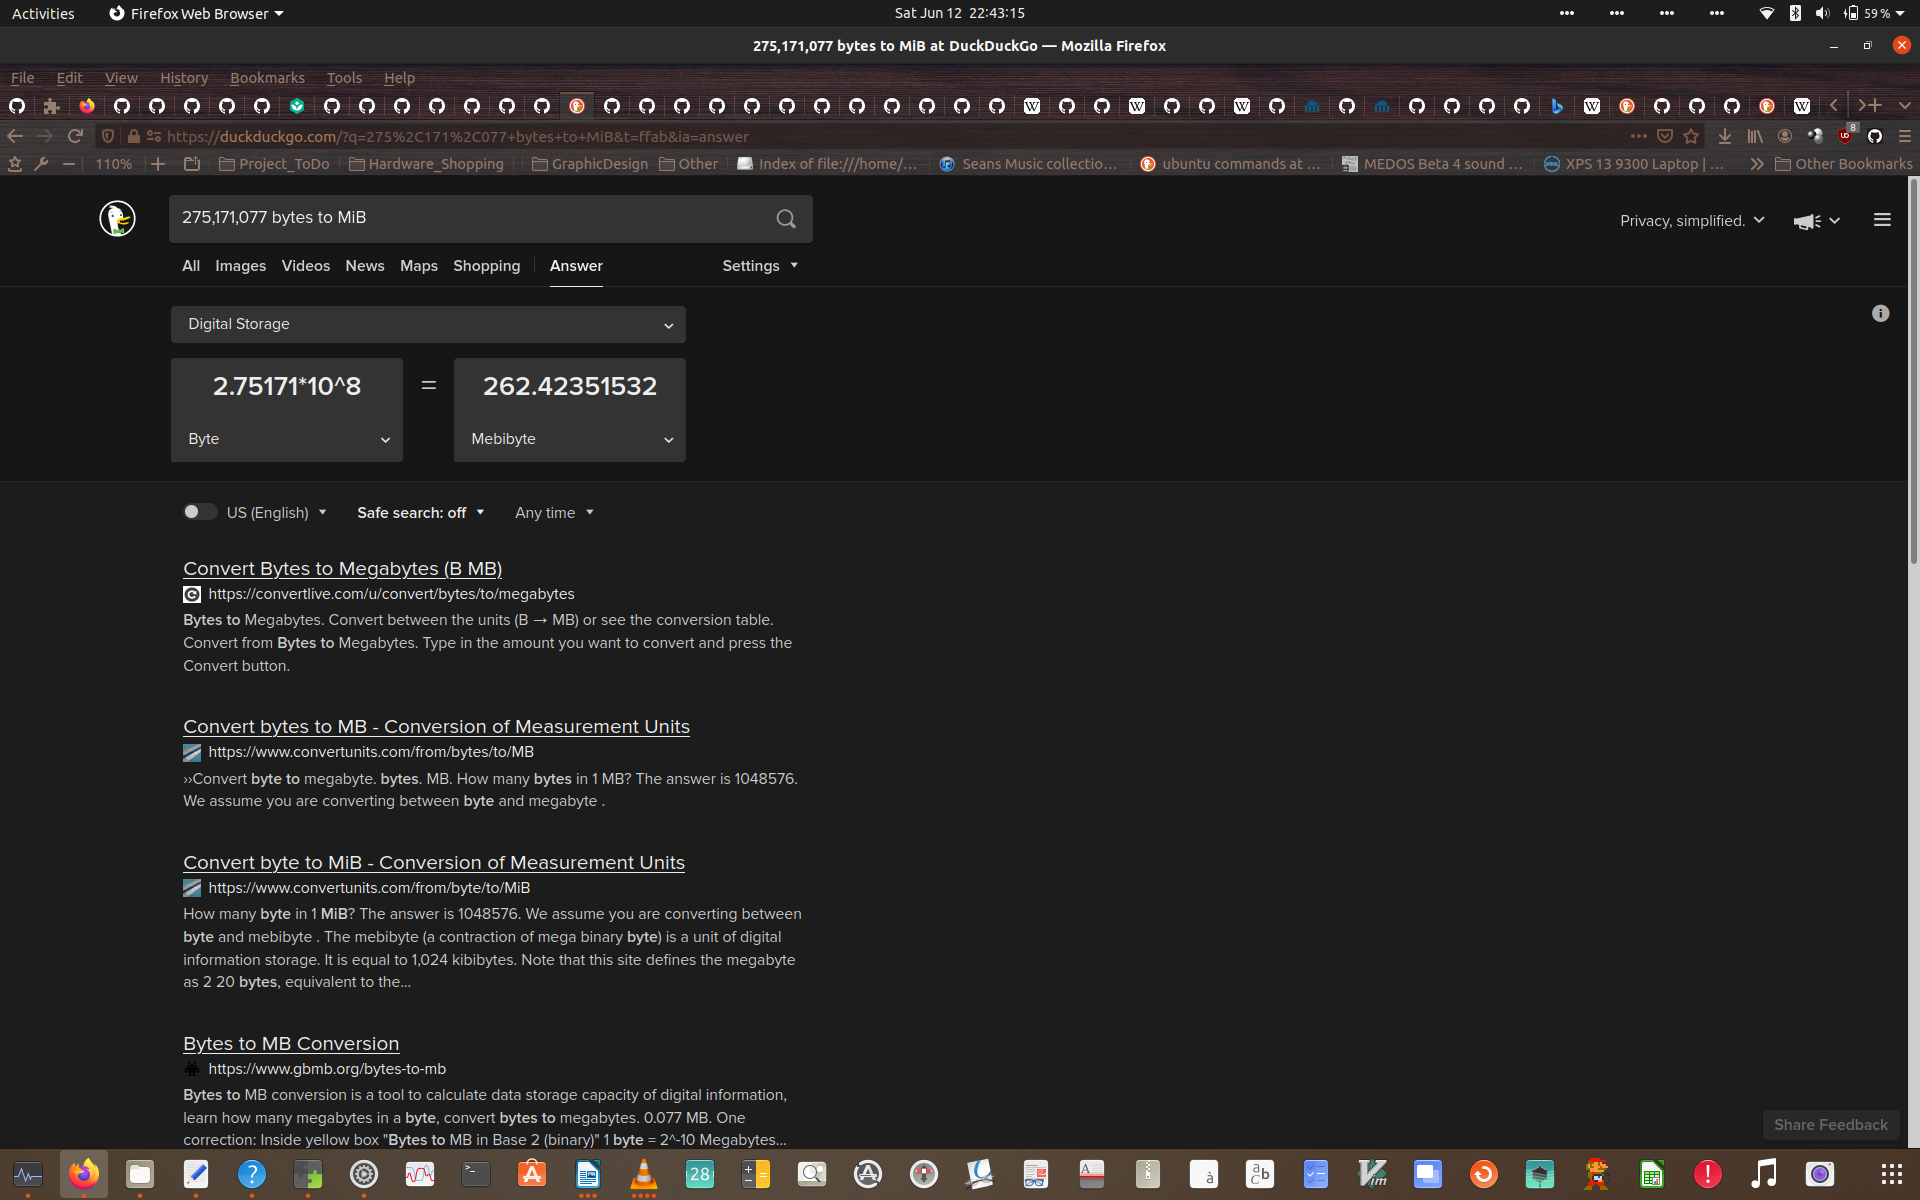 Activities
Firefox Web Browser
Sat Jun 12 22:43:15
59 %
275,171,077 bytes to MiB at DuckDuckGo — Mozilla Firefox
File Edit View History Bookmarks Tools Help
https://duckduckgo.com/?q=275%2C171%2C077+bytes+to+MiB&t=ffab&ia=answer
8
110%
Project_ToDo
Hardware_Shopping
GraphicDesign
Other
Index of file:///home/...
Seans Music collectio...
ubuntu commands at ...
MEDOS Beta 4 sound ...
XPS 13 9300 Laptop | ...
Other Bookmarks
275,171,077 bytes to MiB
Privacy, simplified.
All Images Videos News Maps Shopping Answer Settings
Digital Storage
2.75171*10^8 = 262.42351532
Byte Mebibyte
US (English) Safe search: off Any time
Convert Bytes to Megabytes (B MB)
https://convertlive.com/u/convert/bytes/to/megabytes
Bytes to Megabytes. Convert between the units (B → MB) or see the conversion table.
Convert from Bytes to Megabytes. Type in the amount you want to convert and press the
Convert button.
Convert bytes to MB - Conversion of Measurement Units
https://www.convertunits.com/from/bytes/to/MB
››Convert byte to megabyte. bytes. MB. How many bytes in 1 MB? The answer is 1048576.
We assume you are converting between byte and megabyte .
Convert byte to MiB - Conversion of Measurement Units
https://www.convertunits.com/from/byte/to/MiB
How many byte in 1 MiB? The answer is 1048576. We assume you are converting between
byte and mebibyte . The mebibyte (a contraction of mega binary byte) is a unit of digital
information storage. It is equal to 1,024 kibibytes. Note that this site defines the megabyte
as 2 20 bytes, equivalent to the...
Bytes to MB Conversion
https://www.gbmb.org/bytes-to-mb
Bytes to MB conversion is a tool to calculate data storage capacity of digital information,
learn how many megabytes in a byte, convert bytes to megabytes. 0.077 MB. One
correction: Inside yellow box "Bytes to MB in Base 2 (binary)" 1 byte = 2^-10 Megabytes...
Share Feedback
28